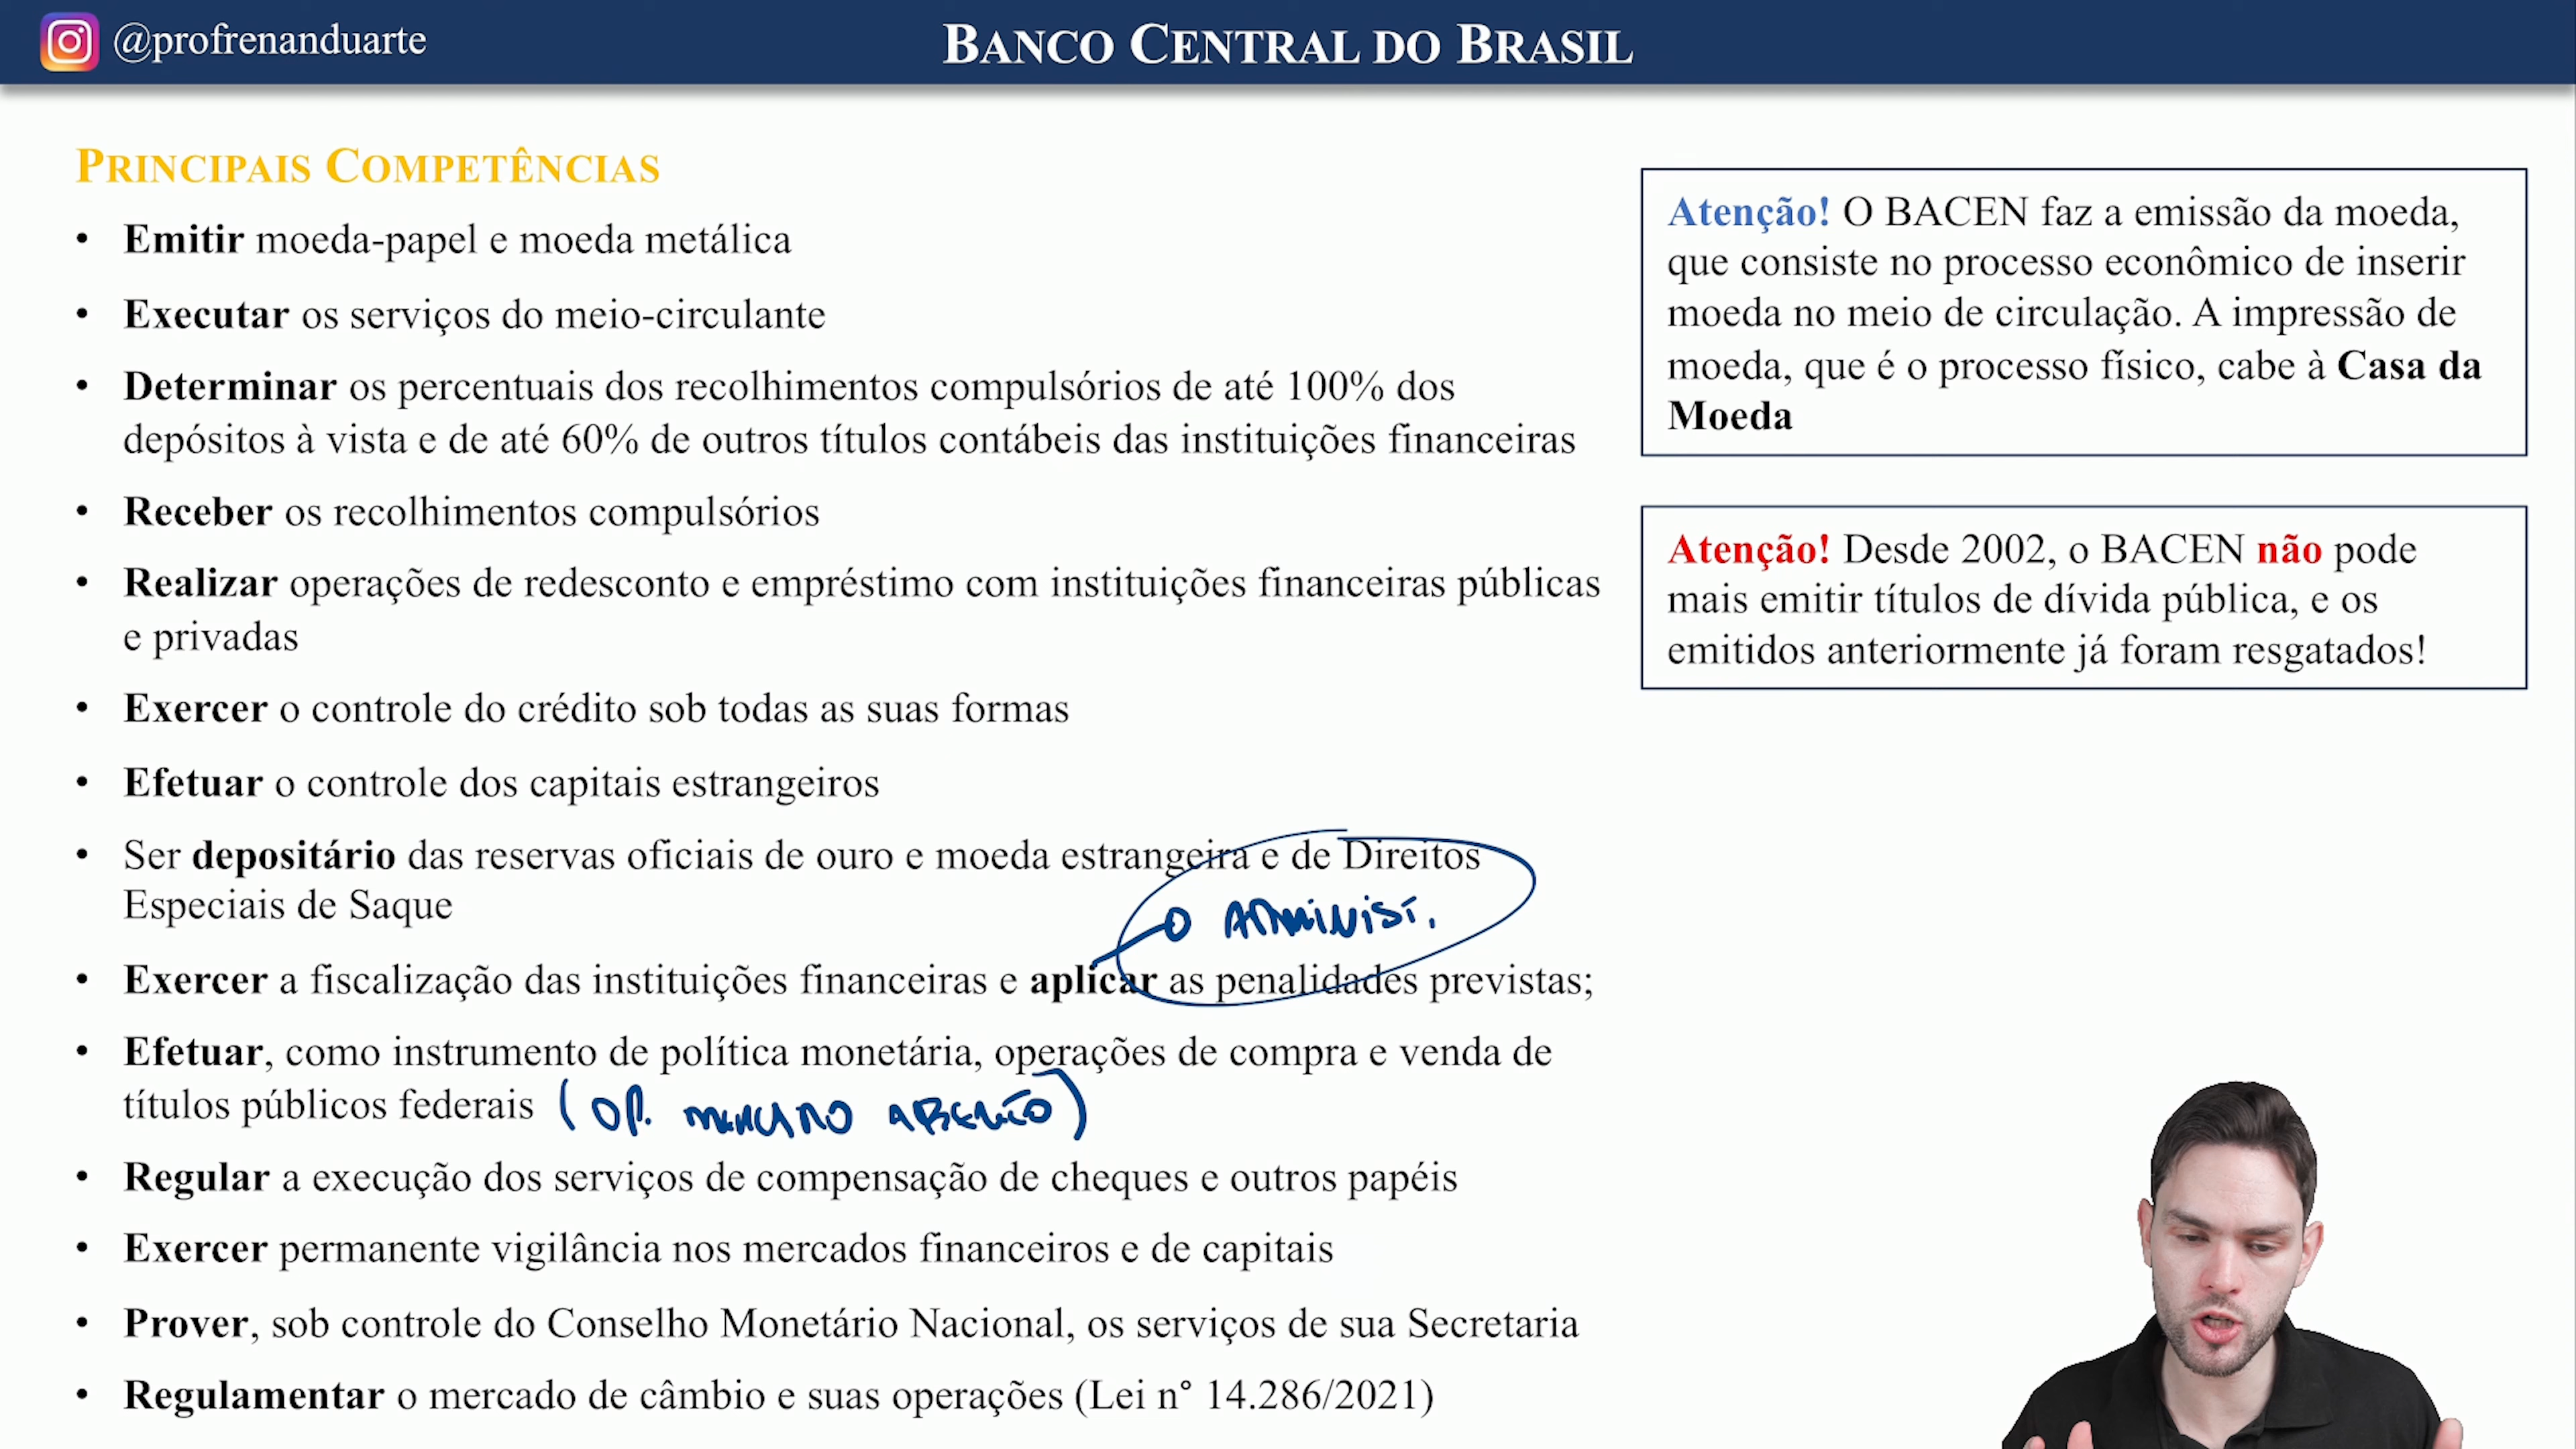 @profrenanduarte
BANCO CENTRAL DO BRASIL
PRINCIPAIS COMPETÊNCIAS
• Emitir moeda-papel e moeda metálica
• Executar os serviços do meio-circulante
• Determinar os percentuais dos recolhimentos compulsórios de até 100% dos
depósitos à vista e de até 60% de outros títulos contábeis das instituições financeiras
• Receber os recolhimentos compulsórios
• Realizar operações de redesconto e empréstimo com instituições financeiras públicas
e privadas
• Exercer o controle do crédito sob todas as suas formas
• Efetuar o controle dos capitais estrangeiros
• Ser depositário das reservas oficiais de ouro e moeda estrangeira e de Direitos
Especiais de Saque
ADMINIST.
• Exercer a fiscalização das instituições financeiras e aplicar as penalidades previstas;
• Efetuar, como instrumento de política monetária, operações de compra e venda de
títulos públicos federais (OP. MERCADO ABERTO)
• Regular a execução dos serviços de compensação de cheques e outros papéis
• Exercer permanente vigilância nos mercados financeiros e de capitais
• Prover, sob controle do Conselho Monetário Nacional, os serviços de sua Secretaria
• Regulamentar o mercado de câmbio e suas operações (Lei n° 14.286/2021)
Atenção! O BACEN faz a emissão da moeda,
que consiste no processo econômico de inserir
moeda no meio de circulação. A impressão de
moeda, que é o processo físico, cabe à Casa da
Moeda
Atenção! Desde 2002, o BACEN não pode
mais emitir títulos de dívida pública, e os
emitidos anteriormente já foram resgatados!